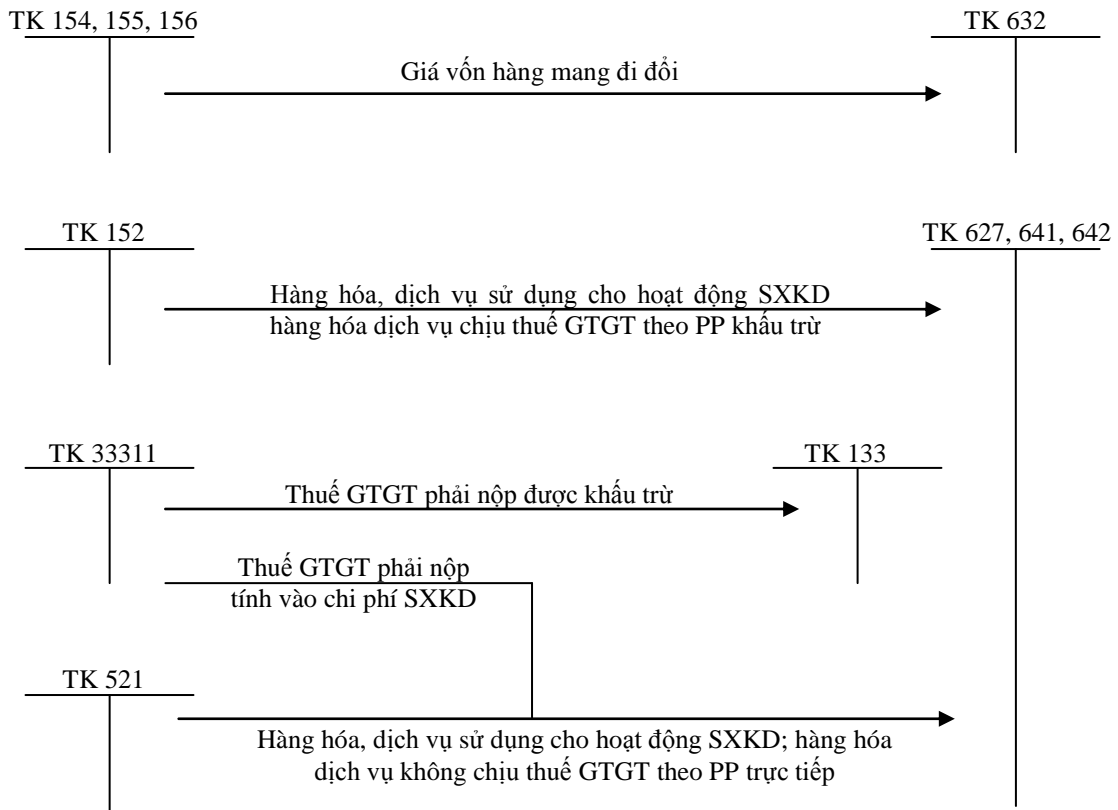 TK 154, 155, 156
TK 632
Giá vốn hàng mang đi đổi
TK 152
TK 627, 641, 642
Hàng hóa, dịch vụ sử dụng cho hoạt động SXKD
hàng hóa dịch vụ chịu thuế GTGT theo PP khấu trừ
TK 33311
TK 133
Thuế GTGT phải nộp được khấu trừ
Thuế GTGT phải nộp
tính vào chi phí SXKD
TK 521
Hàng hóa, dịch vụ sử dụng cho hoạt động SXKD; hàng hóa
dịch vụ không chịu thuế GTGT theo PP trực tiếp